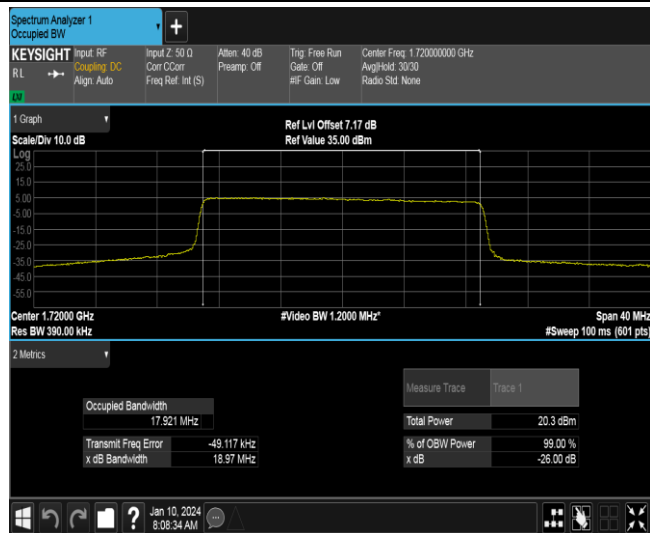 Spectrum Analyzer 1
Occupied BW
KEYSIGHT
RL
LXI
Input: RF
Coupling: DC
Align: Auto
Input Z: 50 Ω
Corr CCorr
Freq Ref: Int (S)
Atten: 40 dB
Preamp: Off
Trig: Free Run
Gate: Off
#IF Gain: Low
Center Freq: 1.720000000 GHz
Avg|Hold: 30/30
Radio Std: None
1 Graph
Scale/Div 10.0 dB
Ref Lvl Offset 7.17 dB
Ref Value 35.00 dBm
Log
25.0
15.0
5.00
-5.00
-15.0
-25.0
-35.0
-45.0
-55.0
Center 1.72000 GHz
#Video BW 1.2000 MHz*
Span 40 MHz
Res BW 390.00 kHz
#Sweep 100 ms (601 pts)
2 Metrics
Measure Trace Trace 1
Occupied Bandwidth
17.921 MHz
Total Power 20.3 dBm
Transmit Freq Error -49.117 kHz
% of OBW Power 99.00 %
x dB Bandwidth 18.97 MHz
x dB -26.00 dB
?
Jan 10, 2024
8:08:34 AM